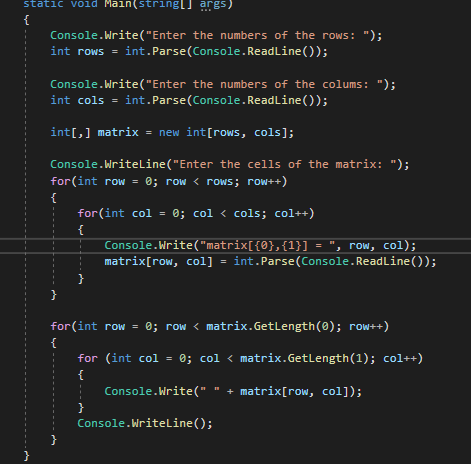 static void Main(string[] args)
{
Console.Write("Enter the numbers of the rows: ");
int rows = int.Parse(Console.ReadLine());
Console.Write("Enter the numbers of the colums: ");
int cols = int.Parse(Console.ReadLine());
int[,] matrix = new int[rows, cols];
Console.WriteLine("Enter the cells of the matrix: ");
for(int row = 0; row < rows; row++)
{
for(int col = 0; col < cols; col++)
{
Console.Write("matrix[{0},{1}] = ", row, col);
matrix[row, col] = int.Parse(Console.ReadLine());
}
}
for(int row = 0; row < matrix.GetLength(0); row++)
{
for (int col = 0; col < matrix.GetLength(1); col++)
{
Console.Write(" " + matrix[row, col]);
}
Console.WriteLine();
}
}